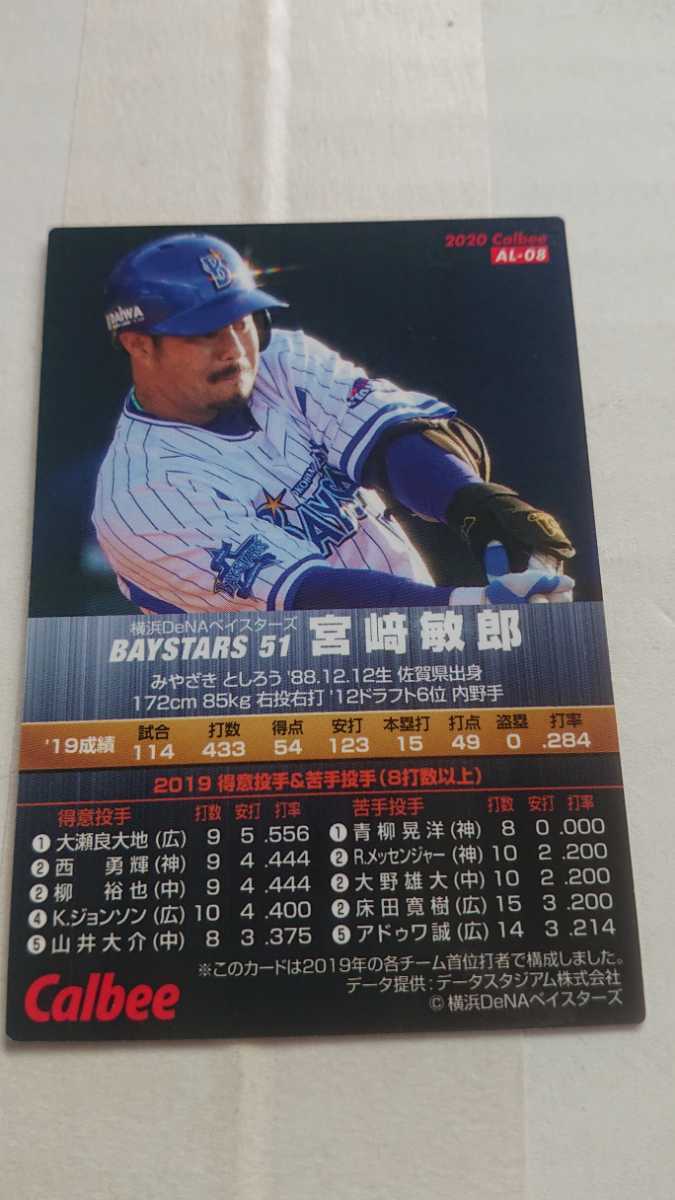 2020 Calbee
AL-08
B
DAIWA
BAYS
横浜DeNAベイスターズ
BAYSTARS 51 宮﨑敏郎
みやざき としろう '88.12.12生 佐賀県出身
172cm 85kg 右投右打 '12ドラフト6位 内野手
'19成績 試合 打数 得点 安打 本塁打 打点 盗塁 打率
114 433 54 123 15 49 0 .284
2019 得意投手&苦手投手(8打数以上)
得意投手 打数 安打 打率
① 大瀬良大地(広) 9 5 .556
② 西 勇輝(神) 9 4 .444
② 柳 裕也(中) 9 4 .444
④ K.ジョンソン(広) 10 4 .400
⑤ 山井大介(中) 8 3 .375
苦手投手 打数 安打 打率
① 青柳晃洋(神) 8 0 .000
② R.メッセンジャー(神) 10 2 .200
② 大野雄大(中) 10 2 .200
② 床田寛樹(広) 15 3 .200
⑤ アドゥワ誠(広) 14 3 .214
※このカードは2019年の各チーム首位打者で構成しました。
データ提供:データスタジアム株式会社
© 横浜DeNAベイスターズ
Calbee